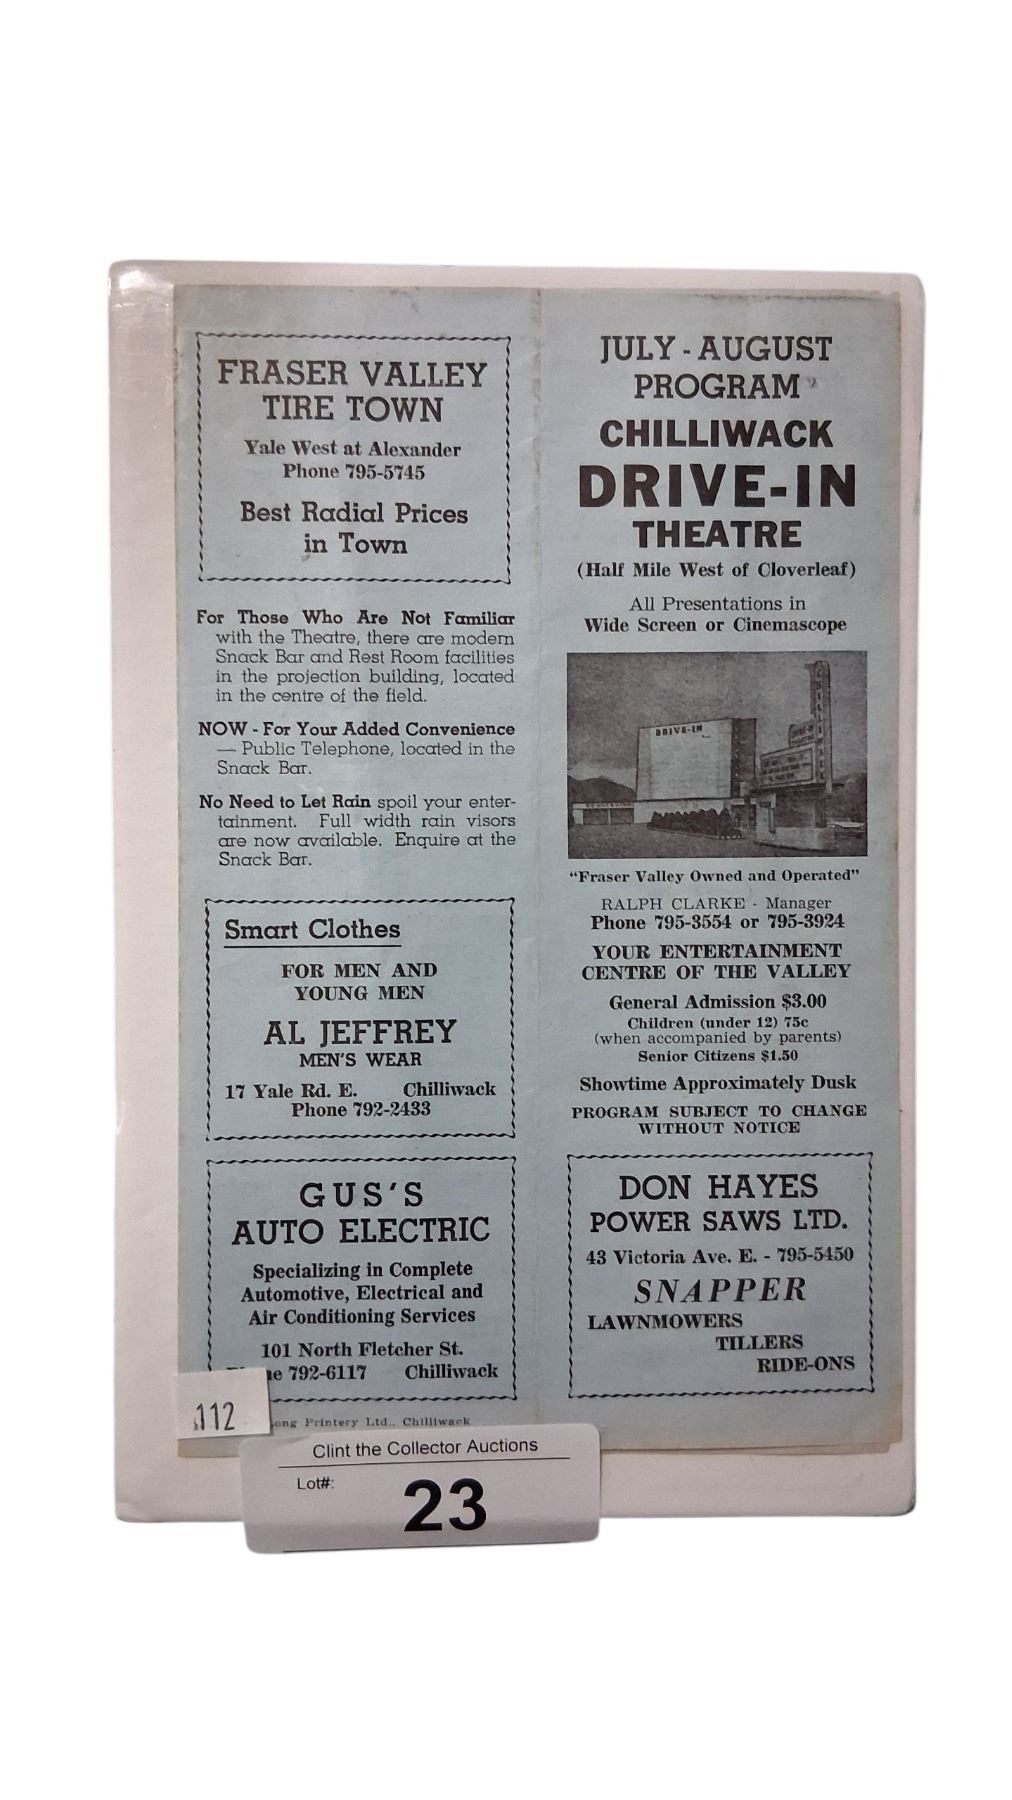 FRASER VALLEY
TIRE TOWN
Yale West at Alexander
Phone 795-5745
Best Radial Prices
in Town
For Those Who Are Not Familiar
with the Theatre, there are modern
Snack Bar and Rest Room facilities
in the projection building, located
in the centre of the field.
NOW - For Your Added Convenience
— Public Telephone, located in the
Snack Bar.
No Need to Let Rain spoil your enter-
tainment. Full width rain visors
are now available. Enquire at the
Snack Bar.
Smart Clothes
FOR MEN AND
YOUNG MEN
AL JEFFREY
MEN'S WEAR
17 Yale Rd. E. Chilliwack
Phone 792-2433
GUS'S
AUTO ELECTRIC
Specializing in Complete
Automotive, Electrical and
Air Conditioning Services
101 North Fletcher St.
792-6117 Chilliwack
Printery Ltd., Chilliwack
JULY - AUGUST
PROGRAM
CHILLIWACK
DRIVE-IN
THEATRE
(Half Mile West of Cloverleaf)
All Presentations in
Wide Screen or Cinemascope
DRIVE-IN
CHILLIWACK
"Fraser Valley Owned and Operated"
RALPH CLARKE - Manager
Phone 795-3554 or 795-3924
YOUR ENTERTAINMENT
CENTRE OF THE VALLEY
General Admission $3.00
Children (under 12) 75c
(when accompanied by parents)
Senior Citizens $1.50
Showtime Approximately Dusk
PROGRAM SUBJECT TO CHANGE
WITHOUT NOTICE
DON HAYES
POWER SAWS LTD.
43 Victoria Ave. E. - 795-5450
SNAPPER
LAWNMOWERS
TILLERS
RIDE-ONS
112
Clint the Collector Auctions
Lot#:
23